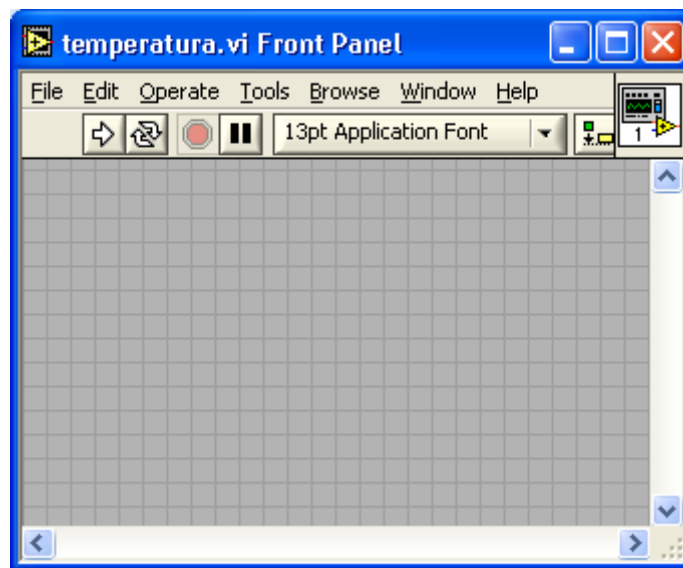 temperatura.vi Front Panel
File Edit Operate Tools Browse Window Help
13pt Application Font
1